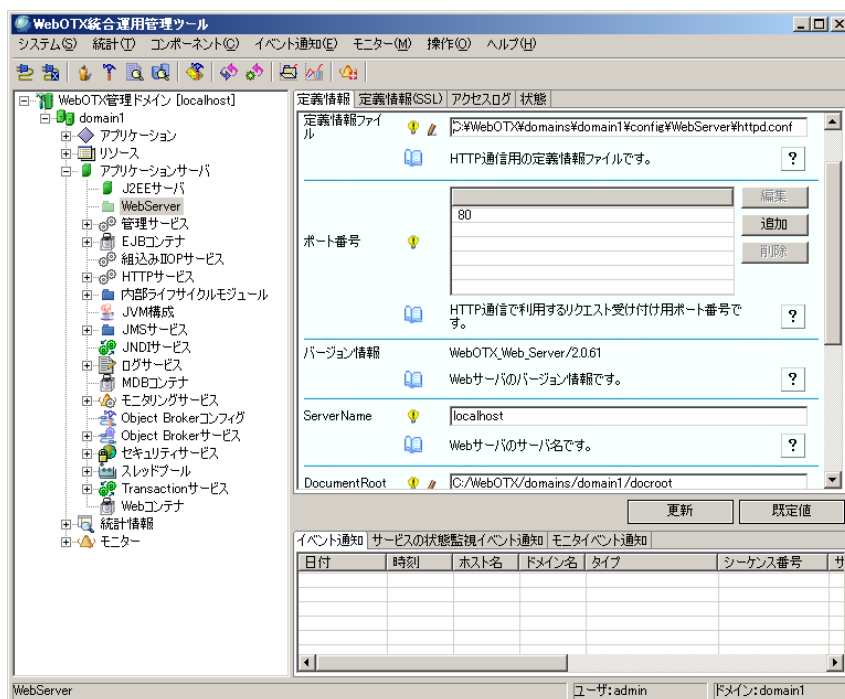 WebOTX統合運用管理ツール
システム(S) 統計(T) コンポーネント(C) イベント通知(E) モニター(M) 操作(O) ヘルプ(H)
WebOTX管理ドメイン [localhost]
domain1
アプリケーション
リソース
アプリケーションサーバ
J2EEサーバ
WebServer
管理サービス
EJBコンテナ
組込みIIOPサービス
HTTPサービス
内部ライフサイクルモジュール
JVM構成
JMSサービス
JNDIサービス
ログサービス
MDBコンテナ
モニタリングサービス
Object Brokerコンフィグ
Object Brokerサービス
セキュリティサービス
スレッドプール
Transactionサービス
Webコンテナ
統計情報
モニター
定義情報 定義情報(SSL) アクセスログ 状態
定義情報ファイ
ル
C:¥WebOTX¥domains¥domain1¥config¥WebServer¥httpd.conf
HTTP通信用の定義情報ファイルです。 ?
ポート番号
80
編集
追加
削除
HTTP通信で利用するリクエスト受け付け用ポート番号で
す。 ?
バージョン情報 WebOTX_Web_Server/2.0.61
Webサーバのバージョン情報です。 ?
ServerName localhost
Webサーバのサーバ名です。 ?
DocumentRoot C:/WebOTX/domains/domain1/docroot
更新 既定値
イベント通知 サービスの状態監視イベント通知 モニタイベント通知
日付 時刻 ホスト名 ドメイン名 タイプ シーケンス番号 サ
WebServer ユーザ:admin ドメイン:domain1